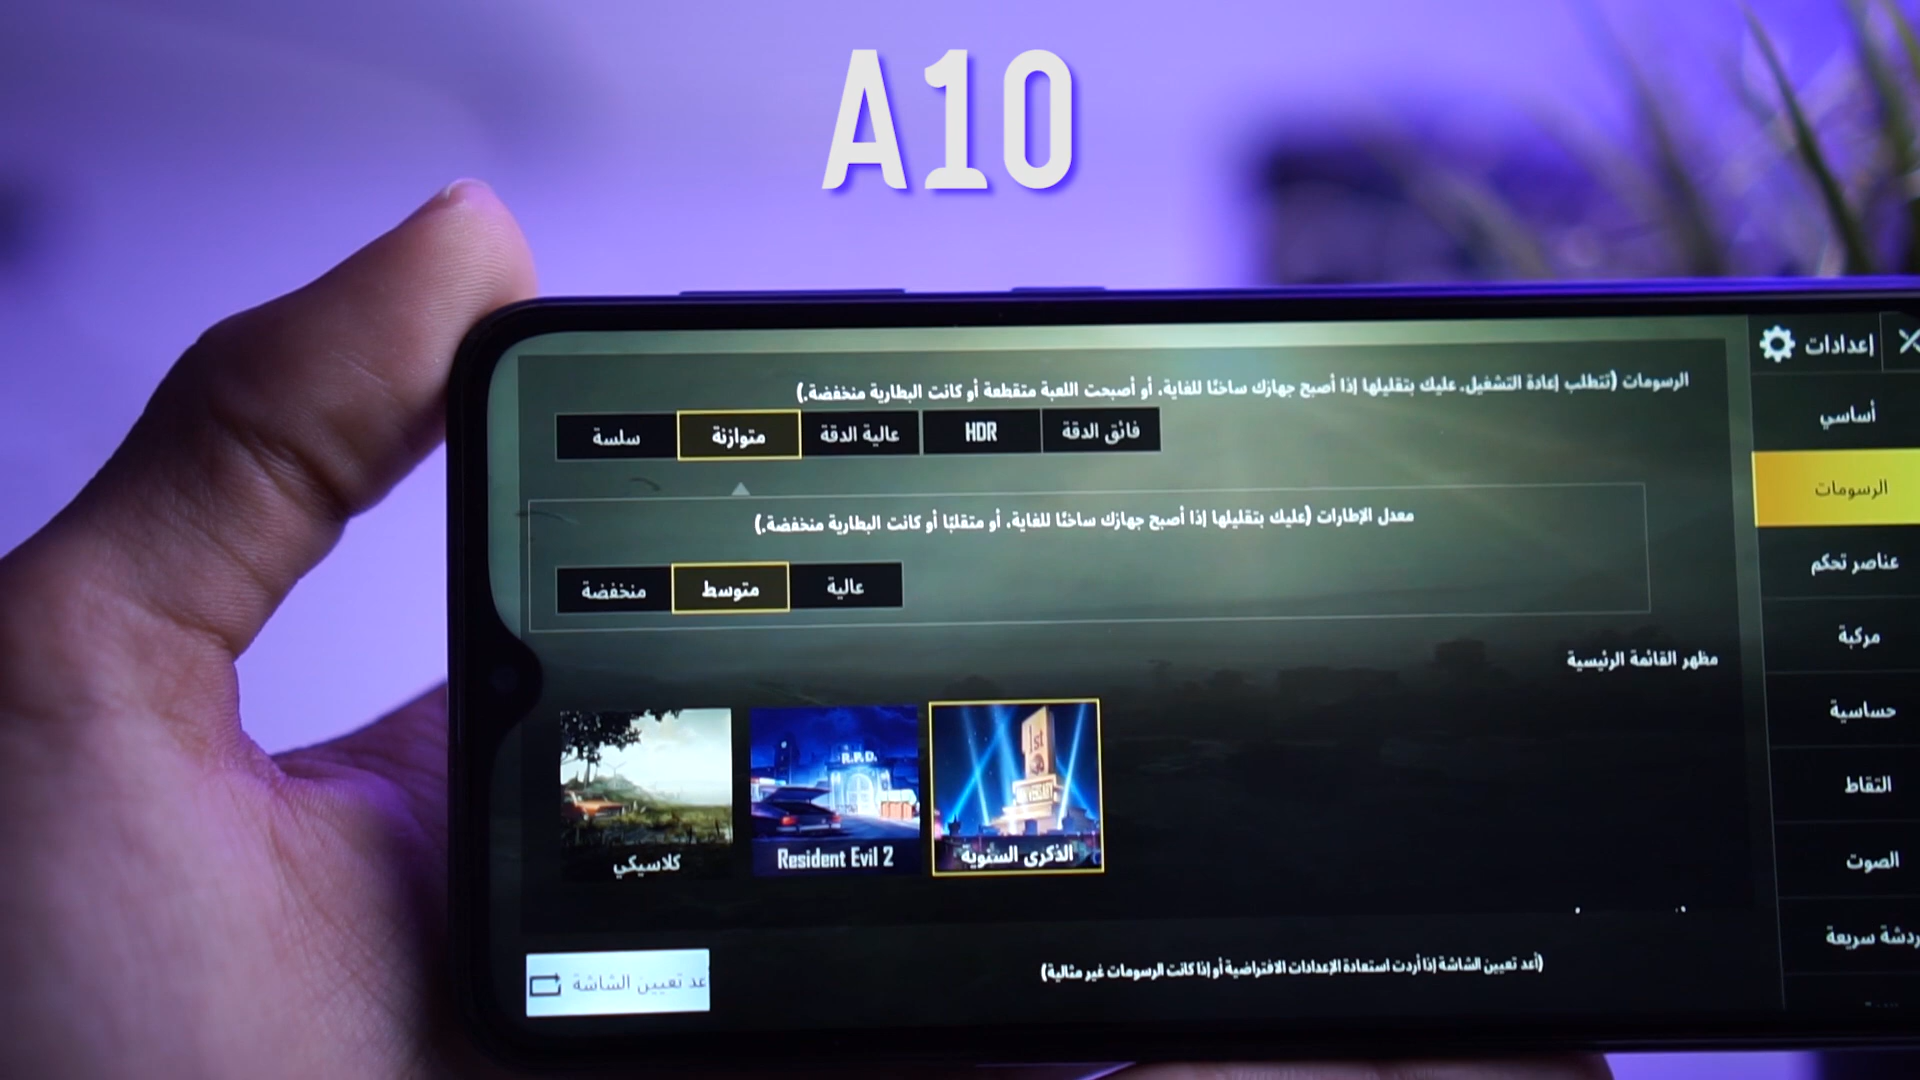 A10
إعدادات
الرسومات (تتطلب إعادة التشغيل. عليك بتقليلها إذا أصبح جهازك ساخنًا للغاية، أو أصبحت اللعبة متقطعة أو كانت البطارية منخفضة.)
سلسة
متوازنة
عالية الدقة
HDR
فائق الدقة
معدل الإطارات (عليك بتقليلها إذا أصبح جهازك ساخنًا للغاية، أو متقلبًا أو كانت البطارية منخفضة.)
منخفضة
متوسط
عالية
مظهر القائمة الرئيسية
R.P.D.
1st
كلاسيكي
Resident Evil 2
الذكرى السنوية
(أعد تعيين الشاشة إذا أردت استعادة الإعدادات الافتراضية أو إذا كانت الرسومات غير مثالية)
عد تعيين الشاشة
أساسي
الرسومات
عناصر تحكم
مركبة
حساسية
التقاط
الصوت
ردشة سريعة